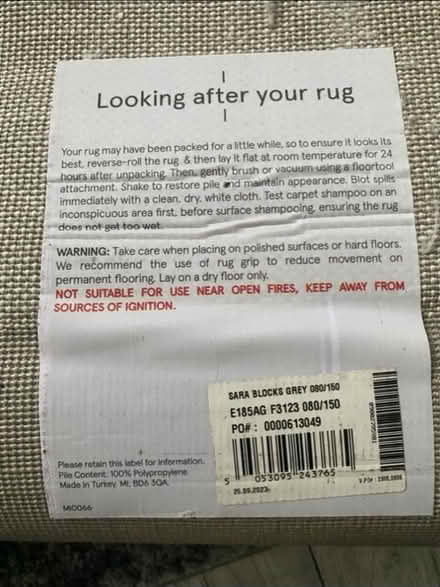 Looking after your rug
Your rug may have been packed for a little while, so to ensure it looks its
best, reverse-roll the rug & then lay it flat at room temperature for 24
hours after unpacking. Then, gently brush or vacuum using a floortool
attachment. Shake to restore pile and maintain appearance. Blot spills
immediately with a clean, dry, white cloth. Test carpet shampoo on an
inconspicuous area first, before surface shampooing, ensuring the rug
does not get too wet.
WARNING: Take care when placing on polished surfaces or hard floors.
We recommend the use of rug grip to reduce movement on
permanent flooring. Lay on a dry floor only.
NOT SUITABLE FOR USE NEAR OPEN FIRES, KEEP AWAY FROM
SOURCES OF IGNITION.
SARA BLOCKS GREY 080/150
E185AG F3123 080/150
PO# : 0000613049
5 053095 243765
25.09.2023
Please retain this label for information.
Pile Content: 100% Polypropylene.
Made in Turkey. MI, BD6 3QA.
MI0066